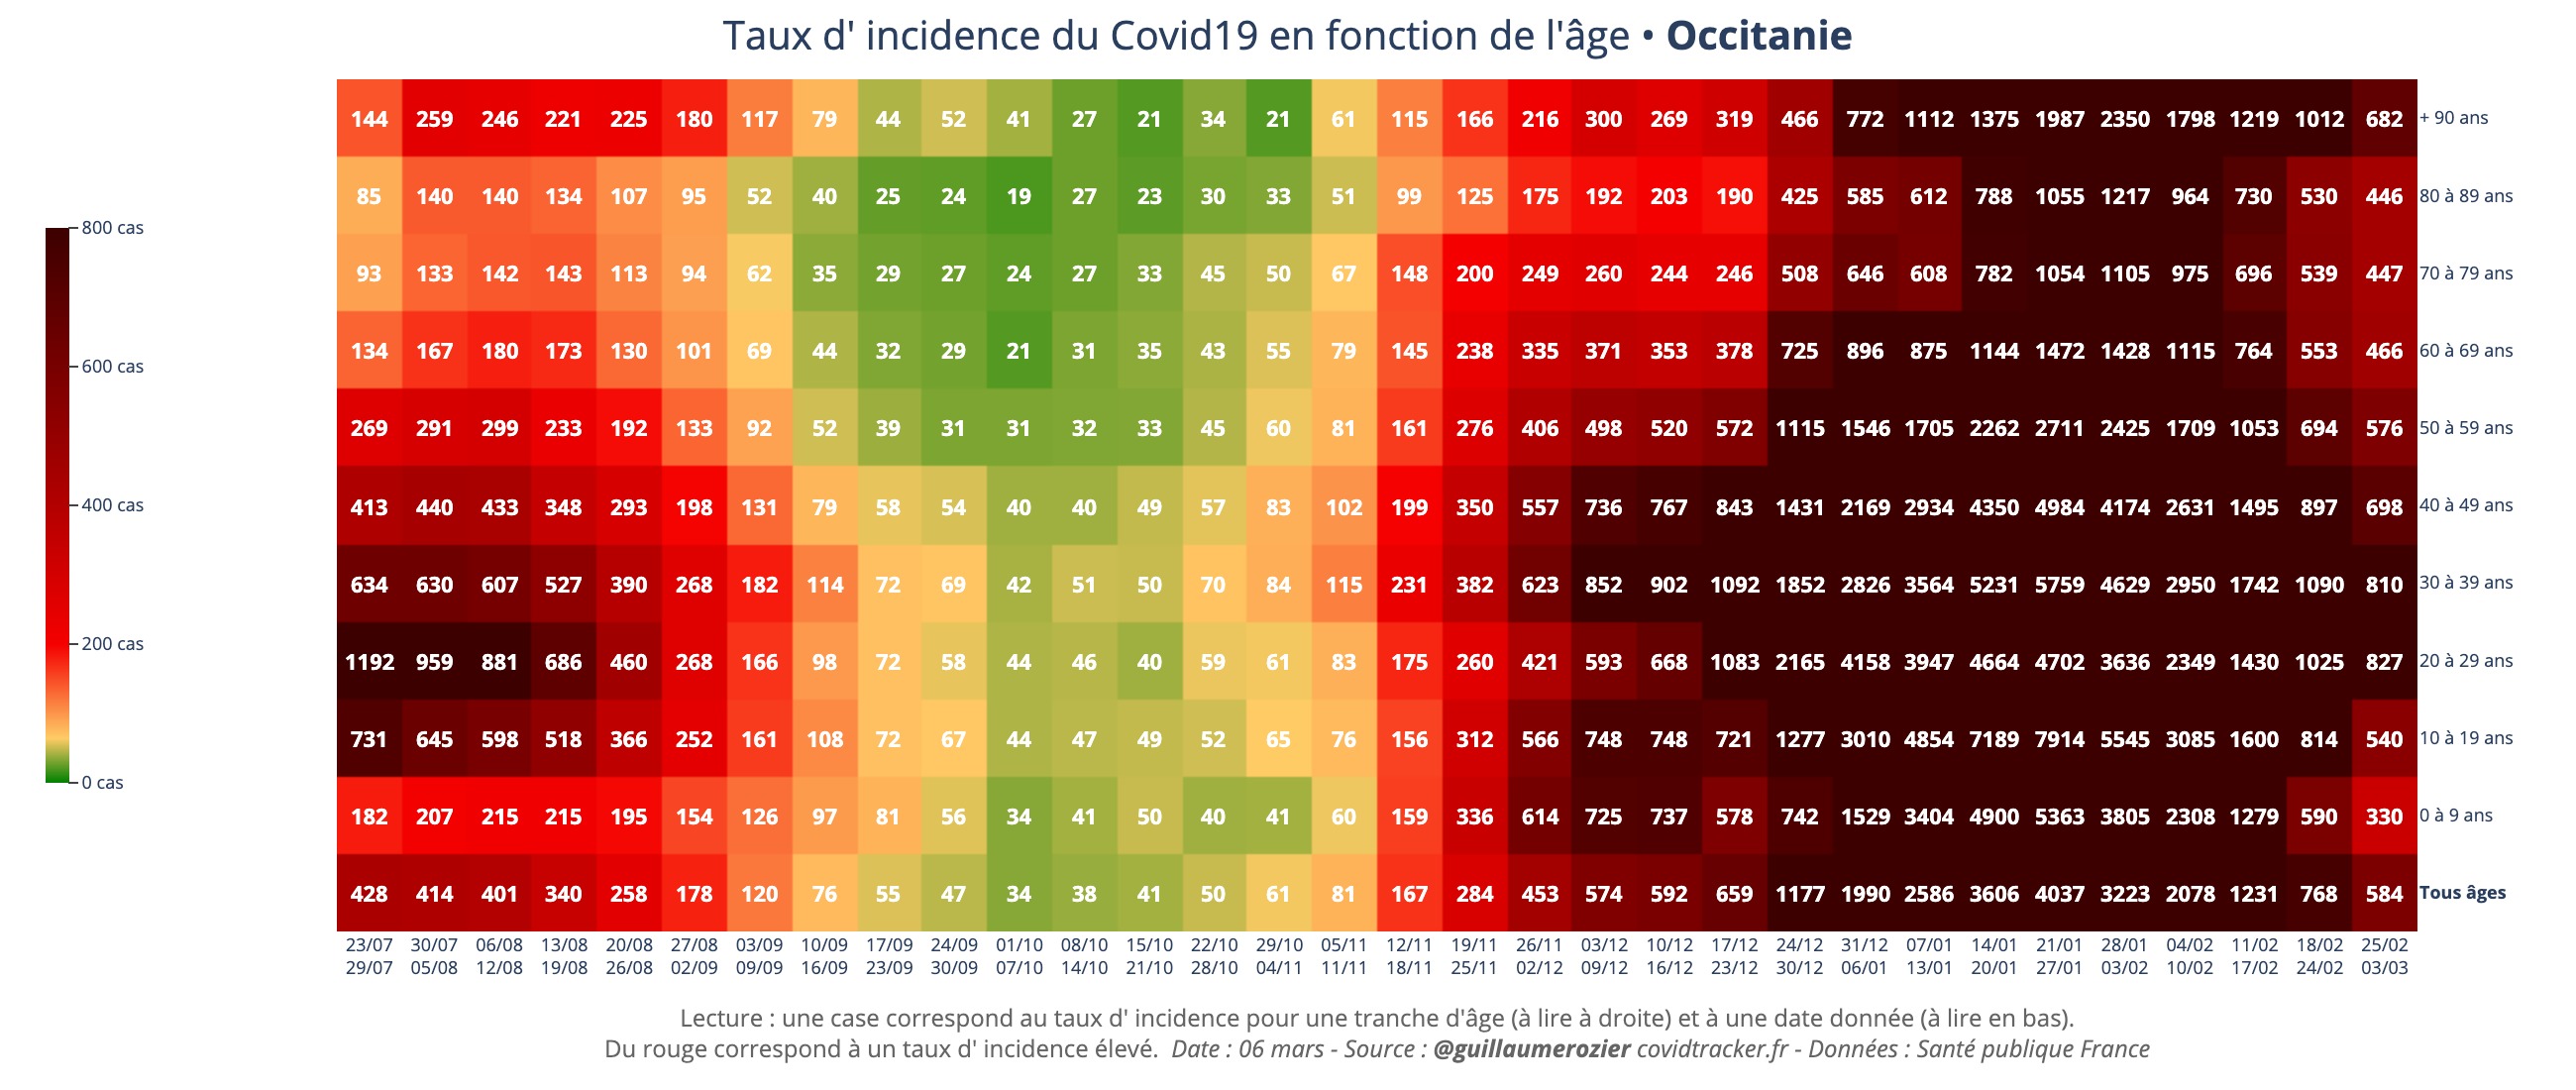 Taux d' incidence du Covid19 en fonction de l'âge • Occitanie
144 259 246 221 225 180 117 79 44 52 41 27 21 34 21 61 115 166 216 300 269 319 466 772 1112 1375 1987 2350 1798 1219 1012 682 + 90 ans
85 140 140 134 107 95 52 40 25 24 19 27 23 30 33 51 99 125 175 192 203 190 425 585 612 788 1055 1217 964 730 530 446 80 à 89 ans
800 cas
93 133 142 143 113 94 62 35 29 27 24 27 33 45 50 67 148 200 249 260 244 246 508 646 608 782 1054 1105 975 696 539 447 70 à 79 ans
134 167 180 173 130 101 69 44 32 29 21 31 35 43 55 79 145 238 335 371 353 378 725 896 875 1144 1472 1428 1115 764 553 466 60 à 69 ans
600 cas
269 291 299 233 192 133 92 52 39 31 31 32 33 45 60 81 161 276 406 498 520 572 1115 1546 1705 2262 2711 2425 1709 1053 694 576 50 à 59 ans
400 cas
413 440 433 348 293 198 131 79 58 54 40 40 49 57 83 102 199 350 557 736 767 843 1431 2169 2934 4350 4984 4174 2631 1495 897 698 40 à 49 ans
634 630 607 527 390 268 182 114 72 69 42 51 50 70 84 115 231 382 623 852 902 1092 1852 2826 3564 5231 5759 4629 2950 1742 1090 810 30 à 39 ans
200 cas
1192 959 881 686 460 268 166 98 72 58 44 46 40 59 61 83 175 260 421 593 668 1083 2165 4158 3947 4664 4702 3636 2349 1430 1025 827 20 à 29 ans
731 645 598 518 366 252 161 108 72 67 44 47 49 52 65 76 156 312 566 748 748 721 1277 3010 4854 7189 7914 5545 3085 1600 814 540 10 à 19 ans
0 cas
182 207 215 215 195 154 126 97 81 56 34 41 50 40 41 60 159 336 614 725 737 578 742 1529 3404 4900 5363 3805 2308 1279 590 330 0 à 9 ans
428 414 401 340 258 178 120 76 55 47 34 38 41 50 61 81 167 284 453 574 592 659 1177 1990 2586 3606 4037 3223 2078 1231 768 584 Tous âges
23/07 30/07 06/08 13/08 20/08 27/08 03/09 10/09 17/09 24/09 01/10 08/10 15/10 22/10 29/10 05/11 12/11 19/11 26/11 03/12 10/12 17/12 24/12 31/12 07/01 14/01 21/01 28/01 04/02 11/02 18/02 25/02
29/07 05/08 12/08 19/08 26/08 02/09 09/09 16/09 23/09 30/09 07/10 14/10 21/10 28/10 04/11 11/11 18/11 25/11 02/12 09/12 16/12 23/12 30/12 06/01 13/01 20/01 27/01 03/02 10/02 17/02 24/02 03/03
Lecture : une case correspond au taux d' incidence pour une tranche d'âge (à lire à droite) et à une date donnée (à lire en bas).
Du rouge correspond à un taux d' incidence élevé. Date : 06 mars - Source : @guillaumerozier covidtracker.fr - Données : Santé publique France